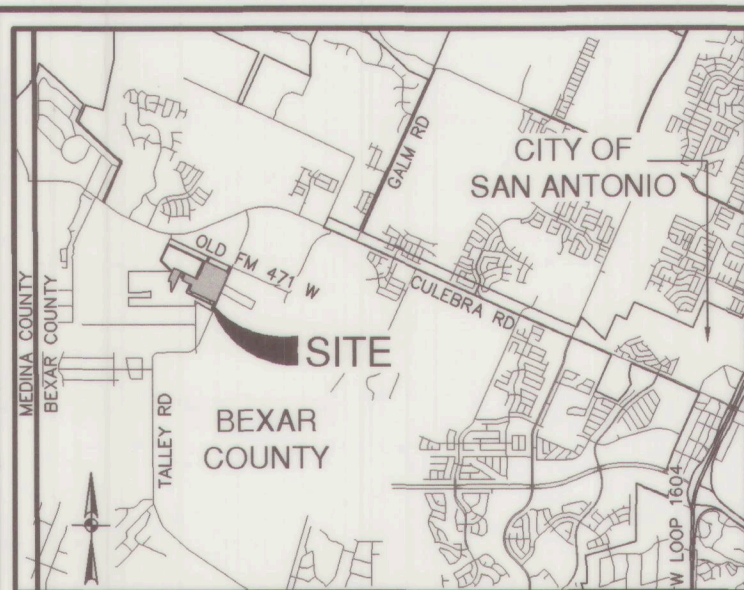 GALM RD
CITY OF
SAN ANTONIO
OLD FM 471 W
CULEBRA RD
MEDINA COUNTY
BEXAR COUNTY
SITE
TALLEY RD
BEXAR
COUNTY
W LOOP 1604